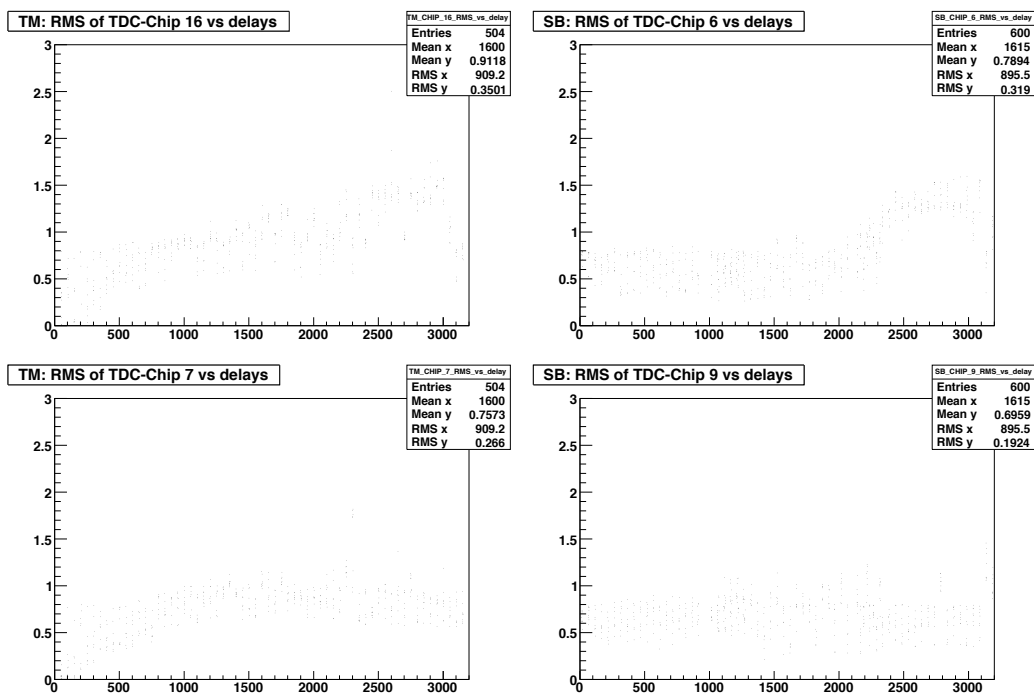 TM: RMS of TDC-Chip 16 vs delays
TM_CHIP_16_RMS_vs_delay
Entries 504
Mean x 1600
Mean y 0.9118
RMS x 909.2
RMS y 0.3501
3
2.5
2
1.5
1
0.5
0
0 500 1000 1500 2000 2500 3000
SB: RMS of TDC-Chip 6 vs delays
SB_CHIP_6_RMS_vs_delay
Entries 600
Mean x 1615
Mean y 0.7894
RMS x 895.5
RMS y 0.319
3
2.5
2
1.5
1
0.5
0
0 500 1000 1500 2000 2500 3000
TM: RMS of TDC-Chip 7 vs delays
TM_CHIP_7_RMS_vs_delay
Entries 504
Mean x 1600
Mean y 0.7573
RMS x 909.2
RMS y 0.266
3
2.5
2
1.5
1
0.5
0
0 500 1000 1500 2000 2500 3000
SB: RMS of TDC-Chip 9 vs delays
SB_CHIP_9_RMS_vs_delay
Entries 600
Mean x 1615
Mean y 0.6959
RMS x 895.5
RMS y 0.1924
3
2.5
2
1.5
1
0.5
0
0 500 1000 1500 2000 2500 3000